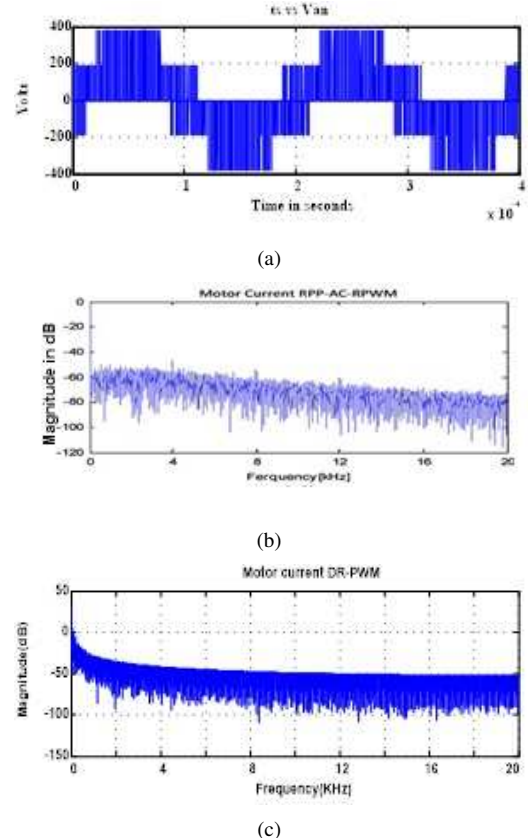 Van
400
200
0
-200
-400
Volts
0 1 2 3 4
Time in seconds
x 10
(a)
Motor Current RPP-AC-RPWM
0
-20
-40
-60
-80
-100
-120
Magnitude in dB
0 4 8 12 16 20
Ferquency[kHz]
(b)
Motor current DR-PWM
50
0
-50
-100
-150
Magnitude(dB)
0 4 8 12 16 20
Frequency[KHz]
(c)